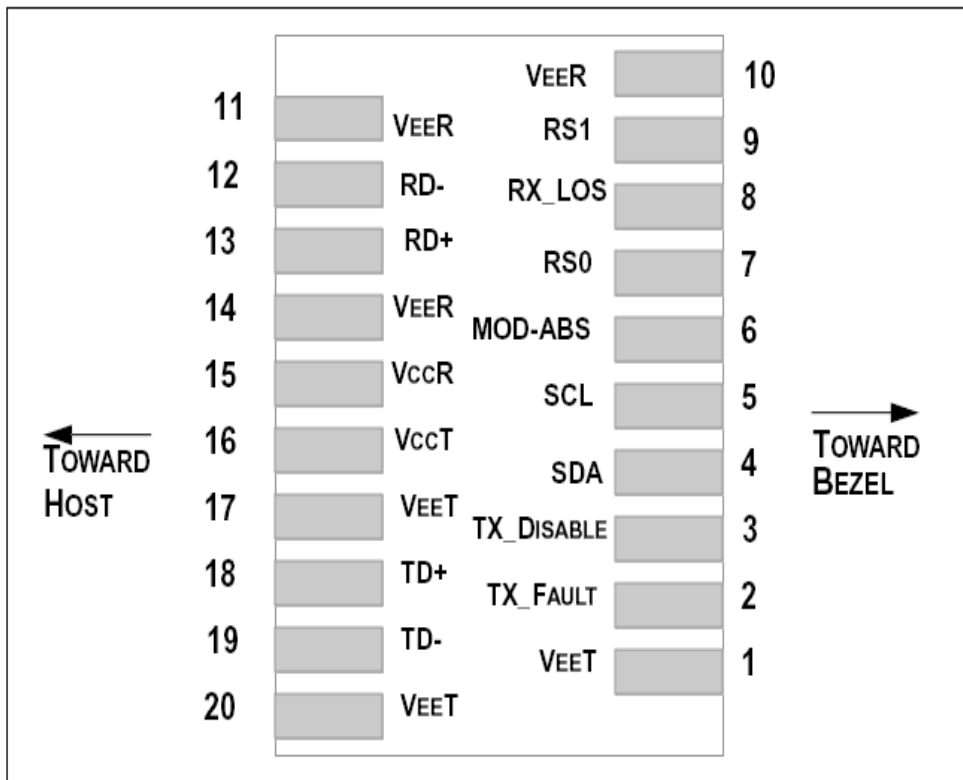 VEER 10
11 VEER
RS1 9
12 RD-
RX_LOS 8
13 RD+
RS0 7
14 VEER
MOD-ABS 6
15 VCCR
SCL 5
16 VCCT
TOWARD
HOST
TOWARD
BEZEL
SDA 4
17 VEET
TX_DISABLE 3
18 TD+
TX_FAULT 2
19 TD-
VEET 1
20 VEET